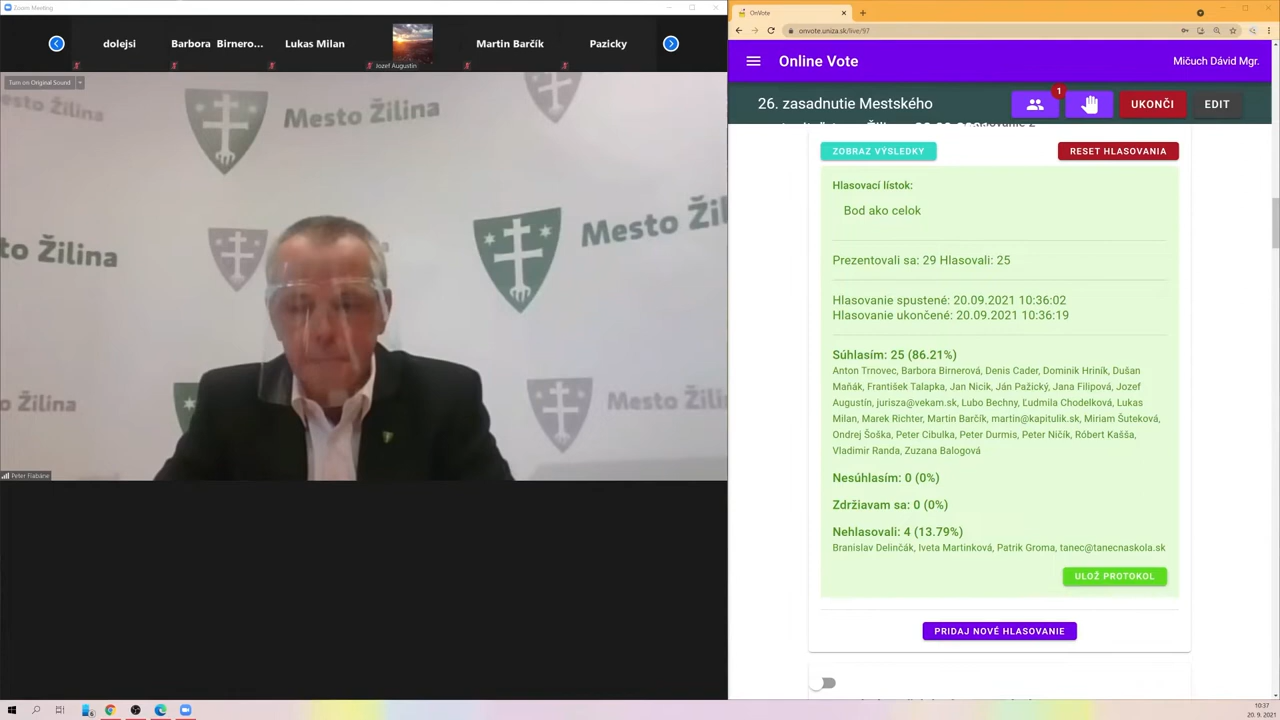 Zoom Meeting
dolejsi
Barbora Birnero...
Lukas Milan
Jozef Augustin
Martin Barčík
Pazicky
Turn on Original Sound
Mesto Žilina
esto Žilina
Mesto Žilina
to Žilina
Žilina
Peter Fiabáne
OnVote
onvote.uniza.sk/live/97
Online Vote
Mičuch Dávid Mgr.
26. zasadnutie Mestského
1
UKONČI
EDIT
ZOBRAZ VÝSLEDKY
RESET HLASOVANIA
Hlasovací lístok:
Bod ako celok
Prezentovali sa: 29 Hlasovali: 25
Hlasovanie spustené: 20.09.2021 10:36:02
Hlasovanie ukončené: 20.09.2021 10:36:19
Súhlasím: 25 (86.21%)
Anton Trnovec, Barbora Birnerová, Denis Cader, Dominik Hriník, Dušan
Maňák, František Talapka, Jan Nicik, Ján Pažický, Jana Filipová, Jozef
Augustín, jurisza@vekam.sk, Lubo Bechny, Ľudmila Chodelková, Lukas
Milan, Marek Richter, Martin Barčík, martin@kapitulik.sk, Miriam Šuteková,
Ondrej Šoška, Peter Cibulka, Peter Durmis, Peter Ničík, Róbert Kašša,
Vladimir Randa, Zuzana Balogová
Nesúhlasím: 0 (0%)
Zdržiavam sa: 0 (0%)
Nehlasovali: 4 (13.79%)
Branislav Delinčák, Iveta Martinková, Patrik Groma, tanec@tanecnaskola.sk
ULOŽ PROTOKOL
PRIDAJ NOVÉ HLASOVANIE
10:37
20. 9. 2021